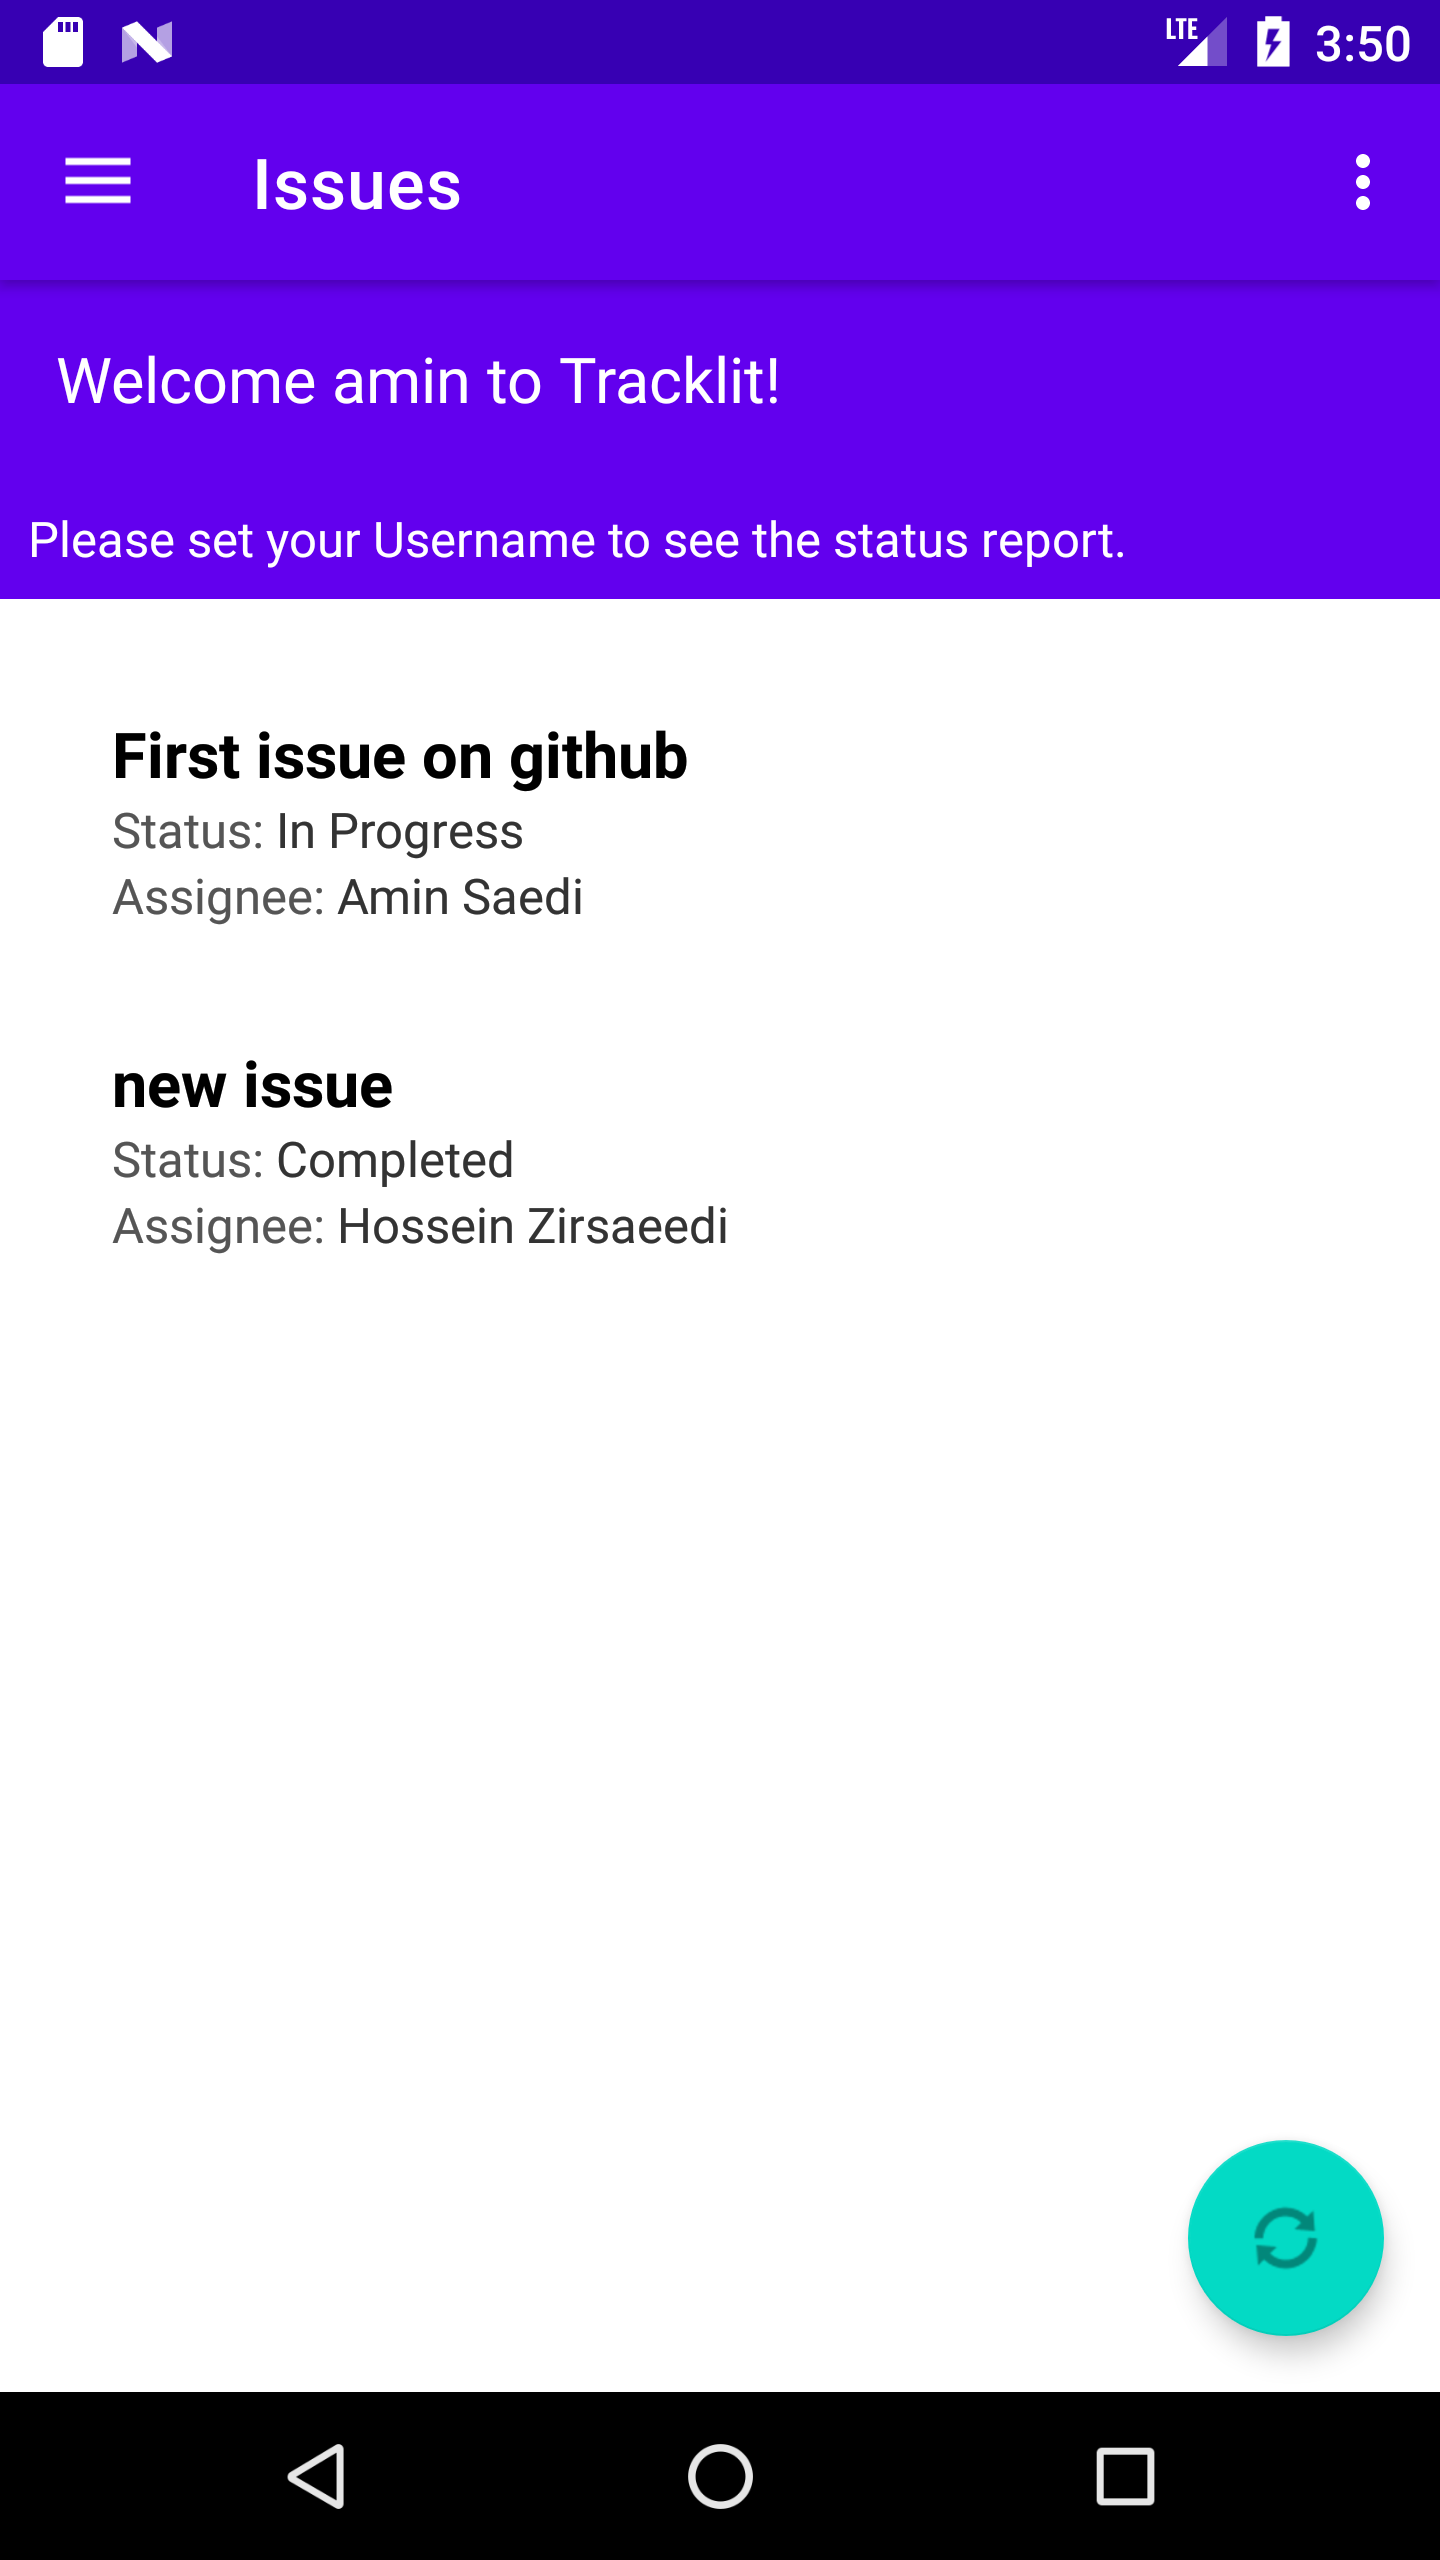 LTE 3:50
Issues
Welcome amin to Tracklit!
Please set your Username to see the status report.
First issue on github
Status: In Progress
Assignee: Amin Saedi
new issue
Status: Completed
Assignee: Hossein Zirsaeedi